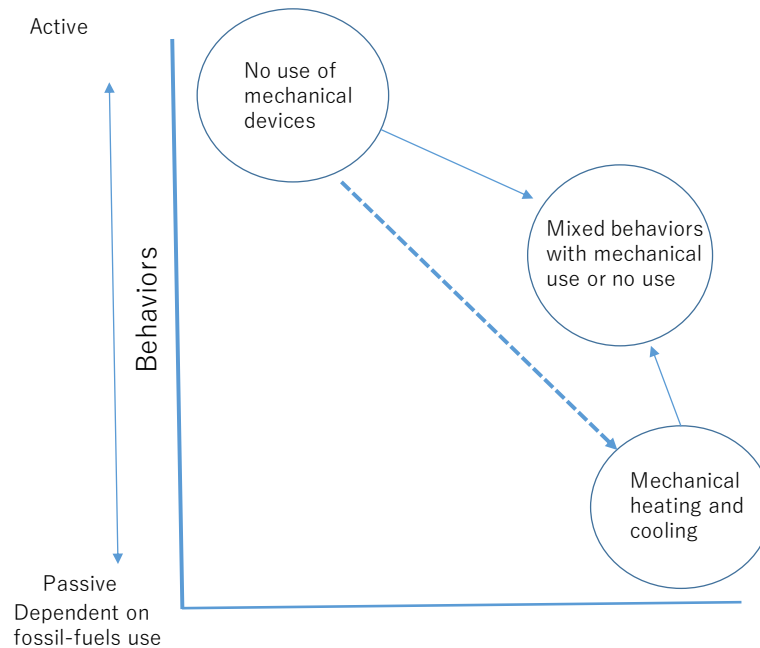 Active
No use of
mechanical
devices
Mixed behaviors
with mechanical
use or no use
Behaviors
Mechanical
heating and
cooling
Passive
Dependent on
fossil-fuels use